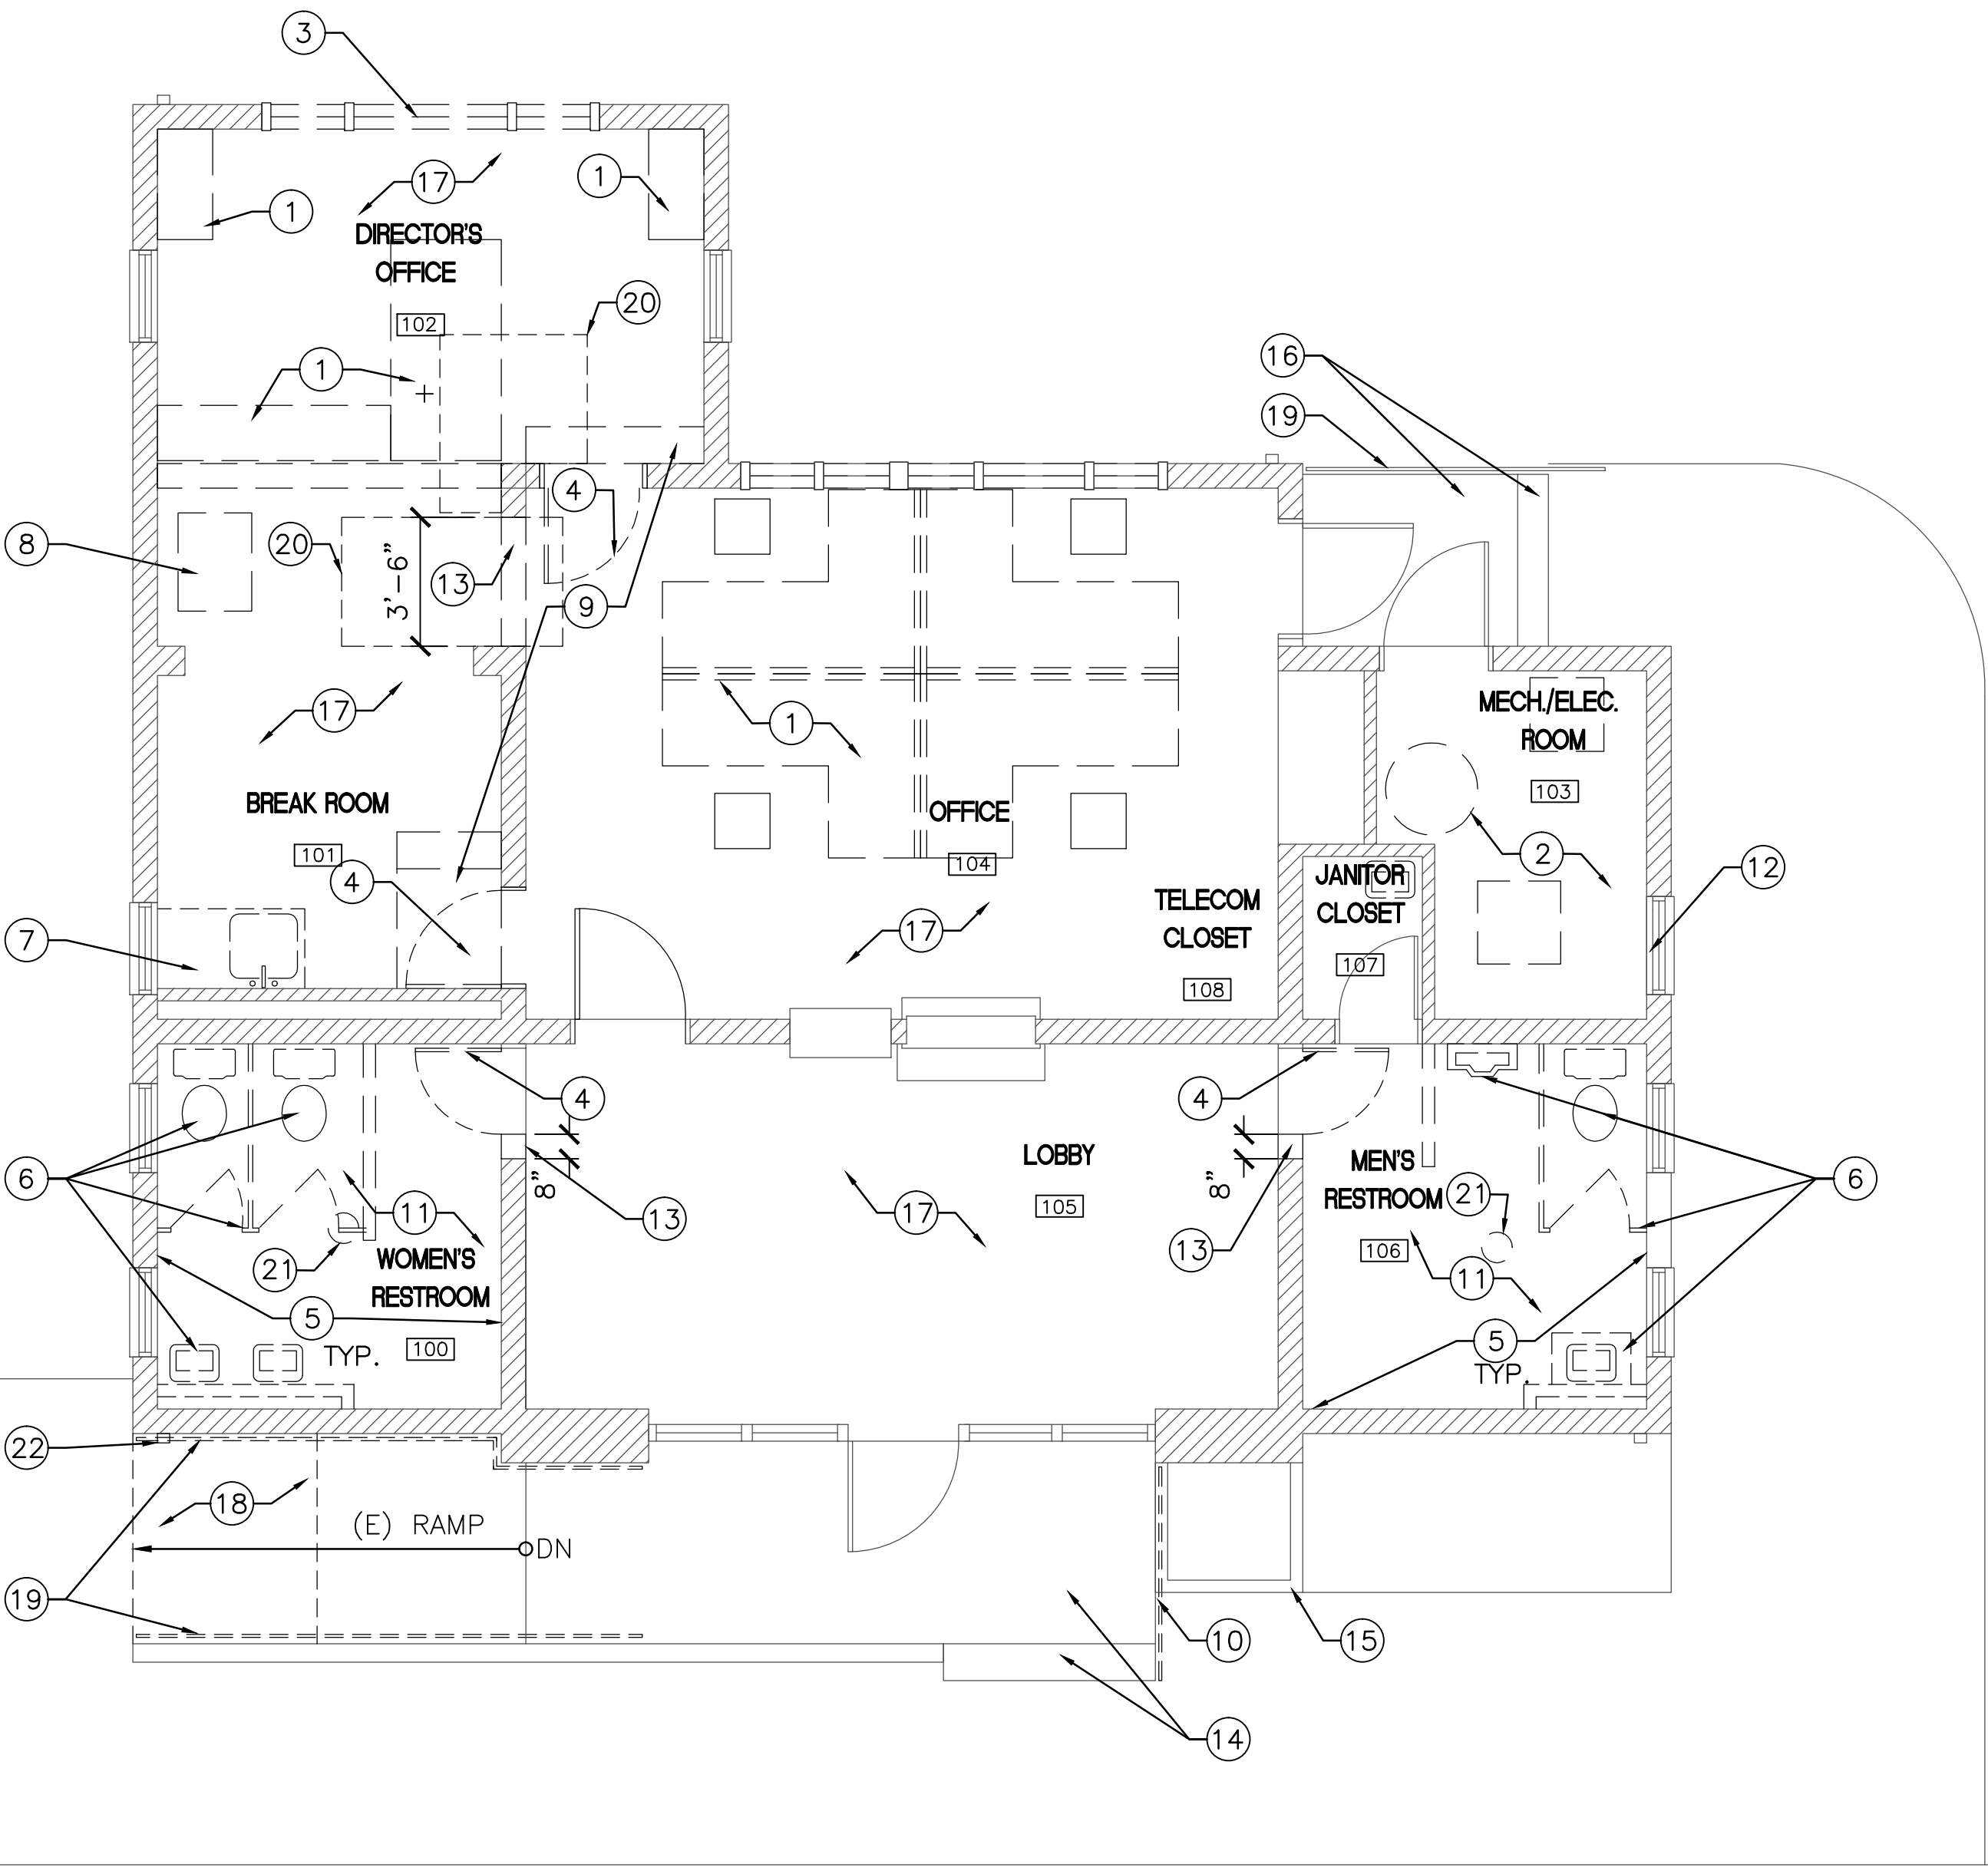 3
17
1
1
DIRECTOR'S
OFFICE
102
20
1
16
19
4
8
20
3'-6"
13
9
17
1
MECH./ELEC.
ROOM
103
BREAK ROOM
101
4
OFFICE
104
2
12
JANITOR
CLOSET
107
TELECOM
CLOSET
108
7
17
4
4
6
11
8"
13
LOBBY
105
17
8"
13
MEN'S
RESTROOM
106
21
6
11
WOMEN'S
RESTROOM
100
21
5
TYP.
5
TYP.
22
18
(E) RAMP
DN
19
10
15
14